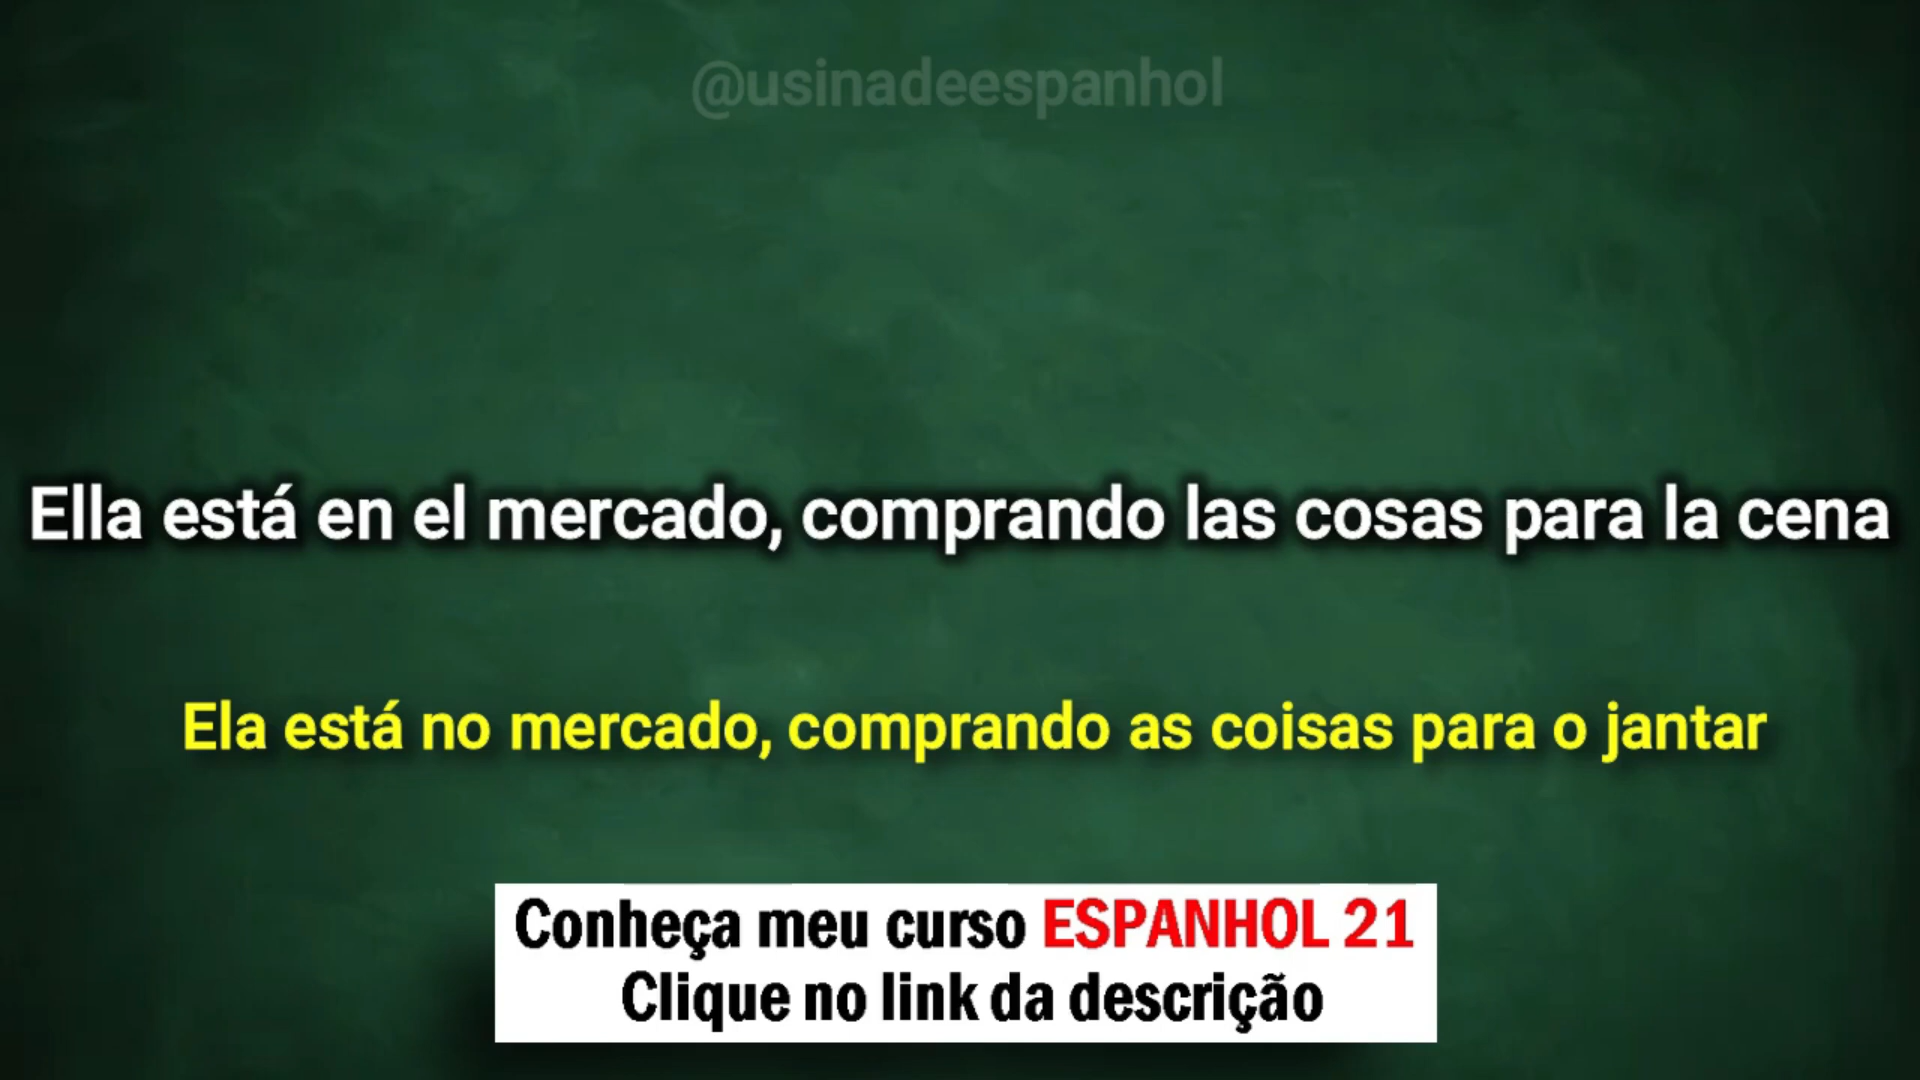 @usinadeespanhol
Ella está en el mercado, comprando las cosas para la cena
Ela está no mercado, comprando as coisas para o jantar
Conheça meu curso ESPANHOL 21
Clique no link da descrição